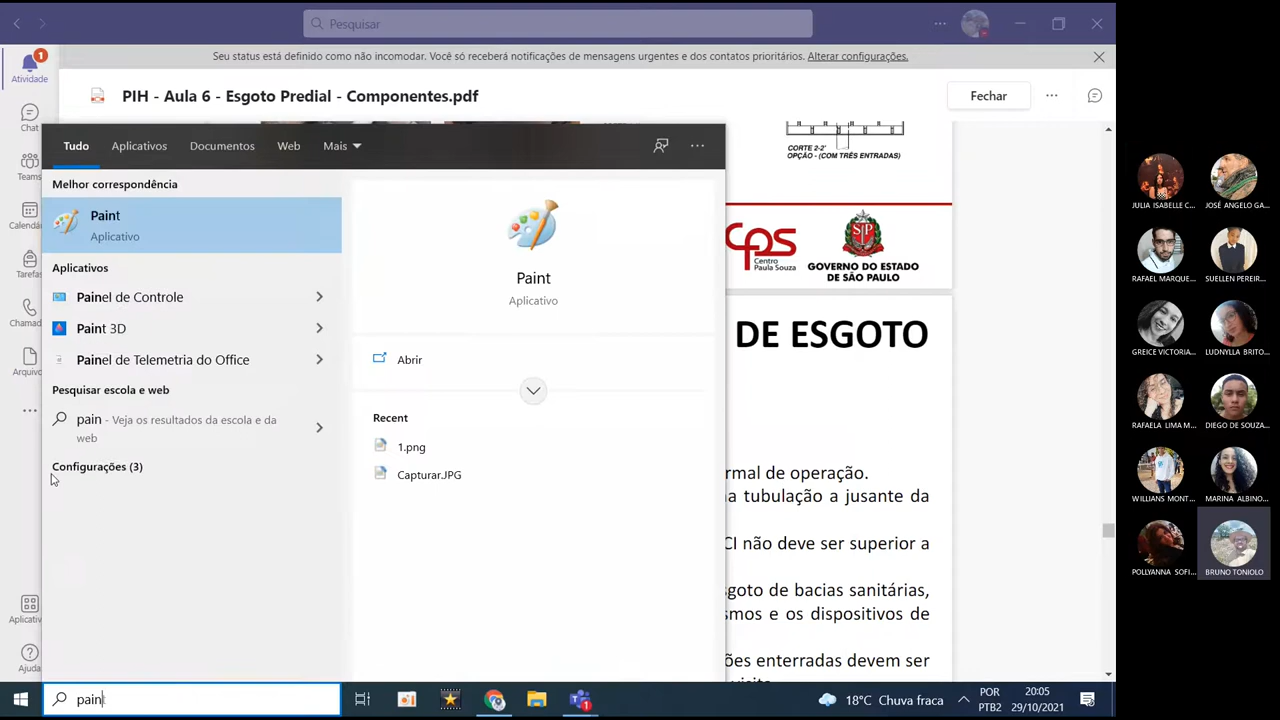 Pesquisar
Seu status está definido como não incomodar. Você só receberá notificações de mensagens urgentes e dos contatos prioritários. Alterar configurações.
1
Atividade
Chat
Teams
Calendá
Tarefas
Chamad
Arquivo
Aplicativ
Ajuda
PIH - Aula 6 - Esgoto Predial - Componentes.pdf
Fechar
CORTE 2-2'
OPÇÃO - (COM TRÊS ENTRADAS)
Tudo
Aplicativos
Documentos
Web
Mais
Melhor correspondência
Paint
Aplicativo
Aplicativos
Painel de Controle
Paint 3D
Painel de Telemetria do Office
Pesquisar escola e web
pain - Veja os resultados da escola e da
web
Configurações (3)
Paint
Aplicativo
Abrir
Recent
1.png
Capturar.JPG
cps
Centro
Paula Souza
SP
GOVERNO DO ESTADO
DE SÃO PAULO
DE ESGOTO
rmal de operação.
a tubulação a jusante da
CI não deve ser superior a
sgoto de bacias sanitárias,
smos e os dispositivos de
ões enterradas devem ser
JULIA ISABELLE C...
JOSÉ ANGELO GA...
RAFAEL MARQUE...
SUELLEN PEREIR...
GREICE VICTORIA...
LUDNYLLA BRITO...
RAFAELA LIMA M...
DIEGO DE SOUZA...
WILLIANS MONT...
MARINA ALBINO...
POLLYANNA SOFI...
BRUNO TONIOLO
pain
1
18°C Chuva fraca
POR
PTB2
20:05
29/10/2021